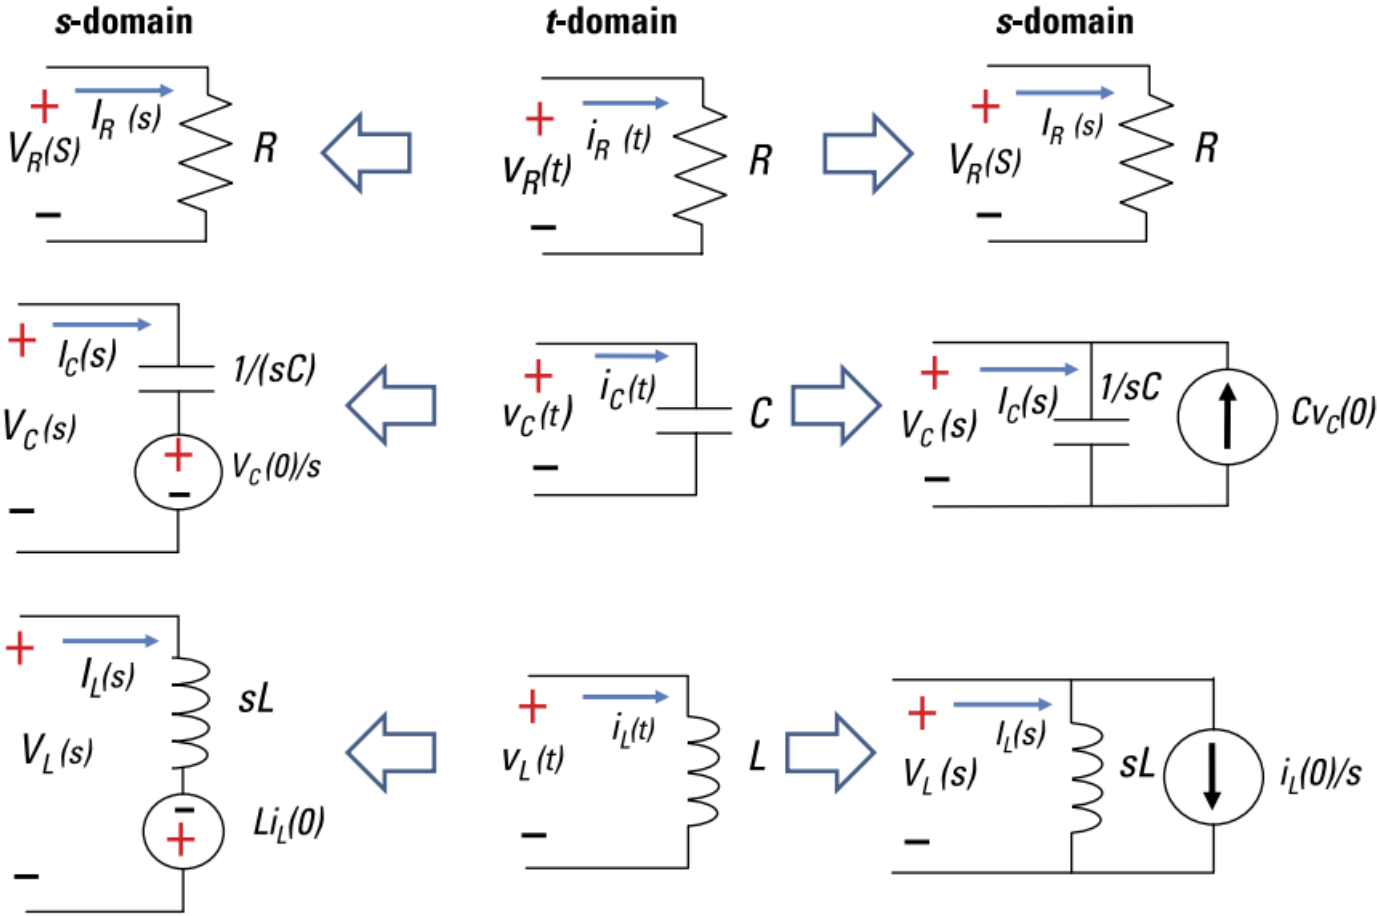 s-domain
t-domain
s-domain
+
I_R (s)
V_R(S)
R
−
+
i_R (t)
v_R(t)
R
−
+
I_R (s)
V_R(S)
R
−
+
I_C(s)
1/(sC)
V_C(s)
+
V_C(0)/s
−
−
+
i_C(t)
v_C(t)
C
−
+
I_C(s)
1/sC
V_C(s)
Cv_C(0)
−
+
I_L(s)
sL
V_L(s)
−
Li_L(0)
+
−
+
i_L(t)
v_L(t)
L
−
+
I_L(s)
V_L(s)
sL
i_L(0)/s
−